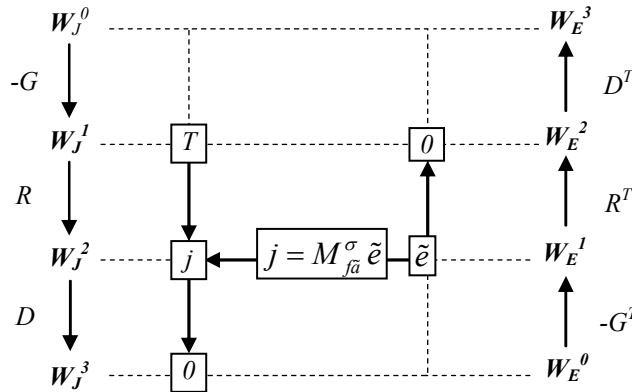 W_J^0 W_E^3
-G D^T
W_J^1 T 0 W_E^2
R R^T
W_J^2 j j = M_{fã}^σ ẽ ẽ W_E^1
D -G^T
W_J^3 0 W_E^0